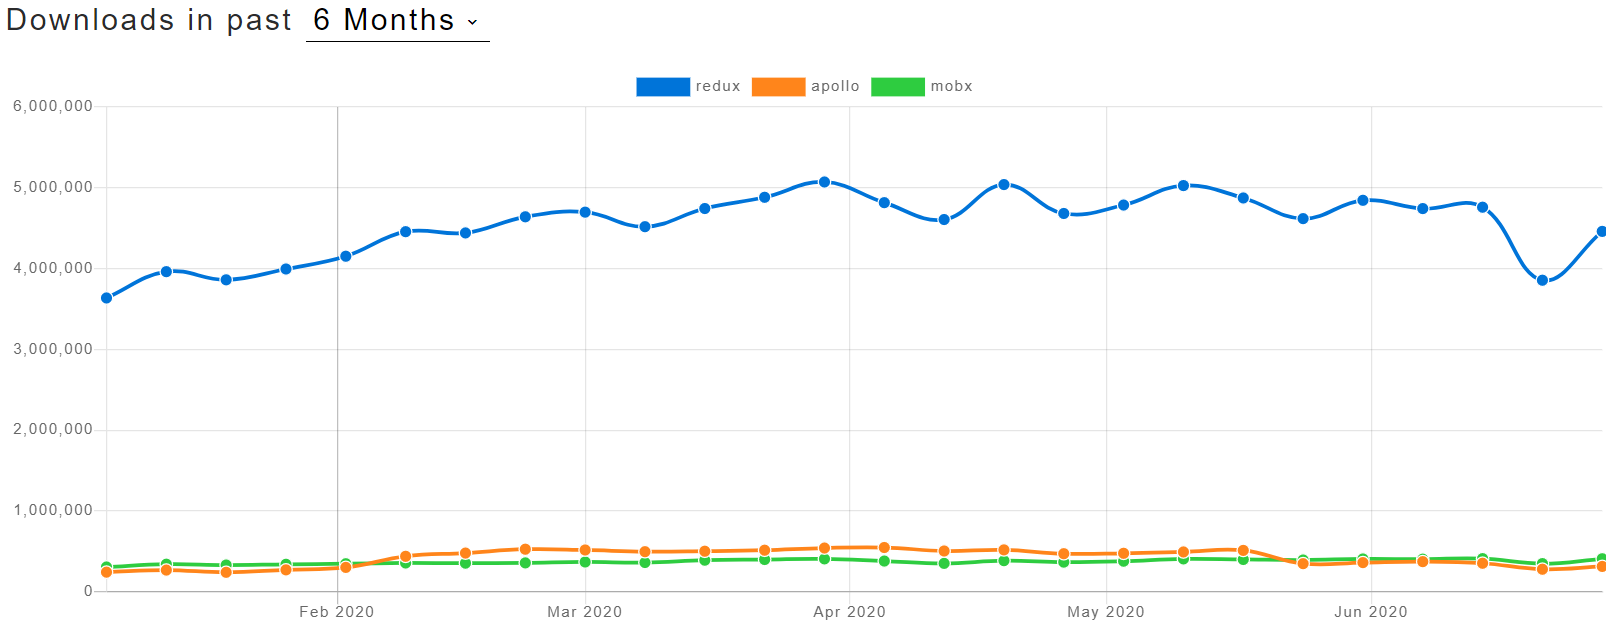 Downloads in past 6 Months
redux apollo mobx
6,000,000
5,000,000
4,000,000
3,000,000
2,000,000
1,000,000
0
Feb 2020 Mar 2020 Apr 2020 May 2020 Jun 2020